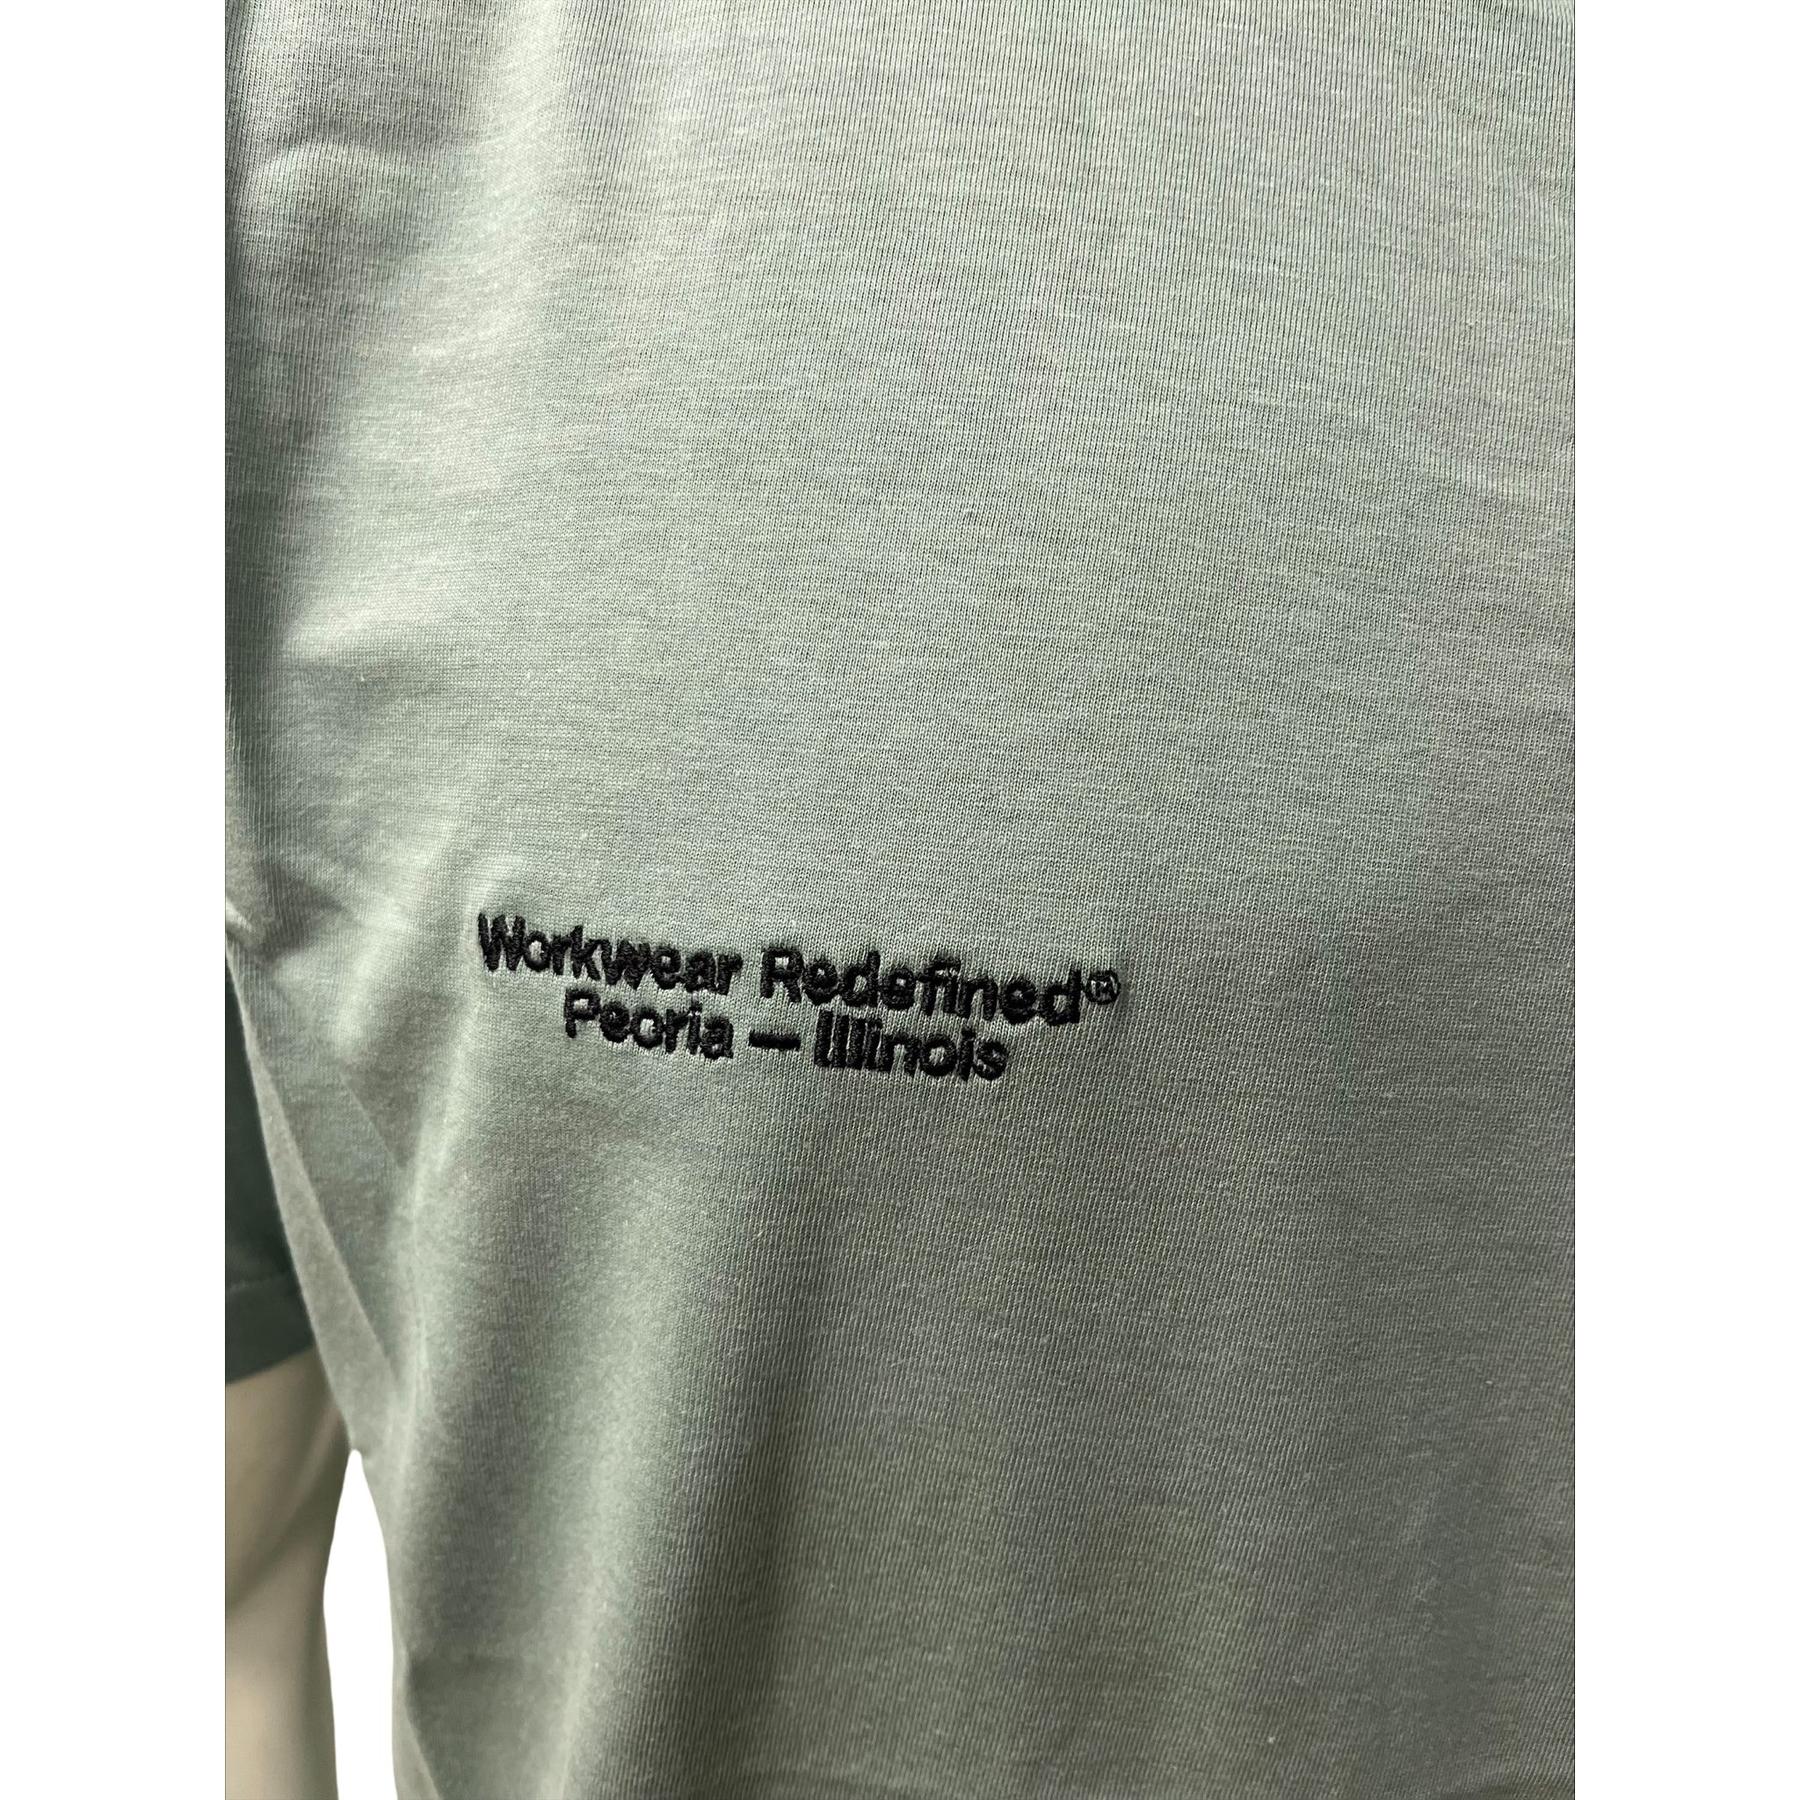 Workwear Redefined®
Peoria — Illinois